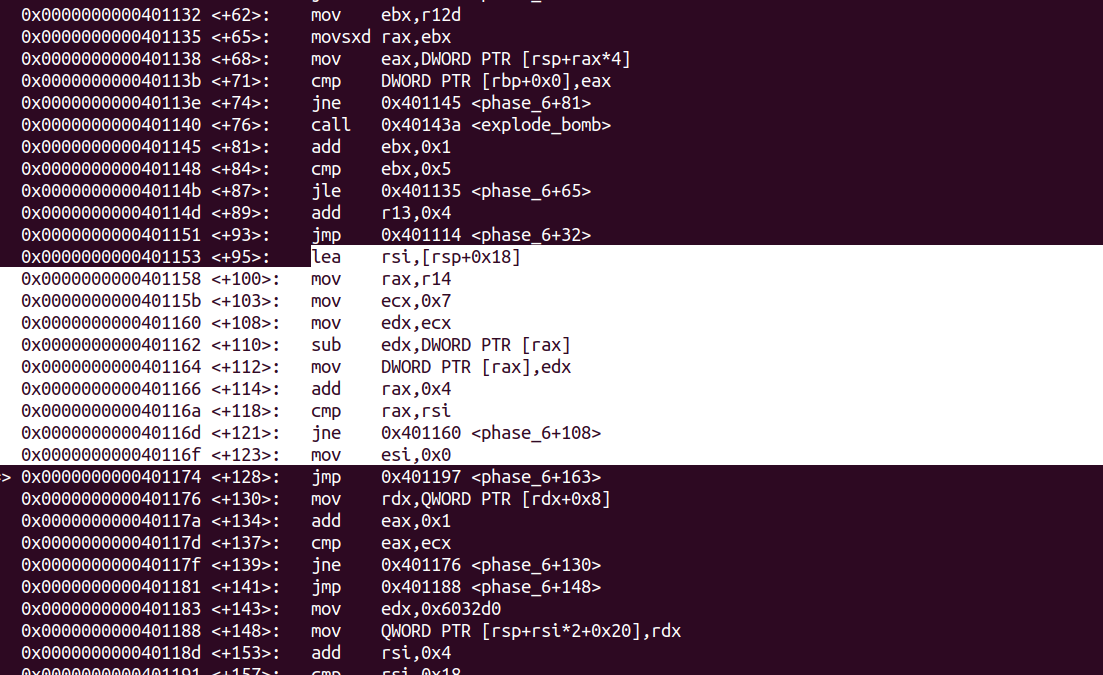 0x0000000000401132 <+62>: mov ebx,r12d
0x0000000000401135 <+65>: movsxd rax,ebx
0x0000000000401138 <+68>: mov eax,DWORD PTR [rsp+rax*4]
0x000000000040113b <+71>: cmp DWORD PTR [rbp+0x0],eax
0x000000000040113e <+74>: jne 0x401145 <phase_6+81>
0x0000000000401140 <+76>: call 0x40143a <explode_bomb>
0x0000000000401145 <+81>: add ebx,0x1
0x0000000000401148 <+84>: cmp ebx,0x5
0x000000000040114b <+87>: jle 0x401135 <phase_6+65>
0x000000000040114d <+89>: add r13,0x4
0x0000000000401151 <+93>: jmp 0x401114 <phase_6+32>
0x0000000000401153 <+95>: lea rsi,[rsp+0x18]
0x0000000000401158 <+100>: mov rax,r14
0x000000000040115b <+103>: mov ecx,0x7
0x0000000000401160 <+108>: mov edx,ecx
0x0000000000401162 <+110>: sub edx,DWORD PTR [rax]
0x0000000000401164 <+112>: mov DWORD PTR [rax],edx
0x0000000000401166 <+114>: add rax,0x4
0x000000000040116a <+118>: cmp rax,rsi
0x000000000040116d <+121>: jne 0x401160 <phase_6+108>
0x000000000040116f <+123>: mov esi,0x0
> 0x0000000000401174 <+128>: jmp 0x401197 <phase_6+163>
0x0000000000401176 <+130>: mov rdx,QWORD PTR [rdx+0x8]
0x000000000040117a <+134>: add eax,0x1
0x000000000040117d <+137>: cmp eax,ecx
0x000000000040117f <+139>: jne 0x401176 <phase_6+130>
0x0000000000401181 <+141>: jmp 0x401188 <phase_6+148>
0x0000000000401183 <+143>: mov edx,0x6032d0
0x0000000000401188 <+148>: mov QWORD PTR [rsp+rsi*2+0x20],rdx
0x000000000040118d <+153>: add rsi,0x4
0x0000000000401191 <+157>: cmp rsi,0x18